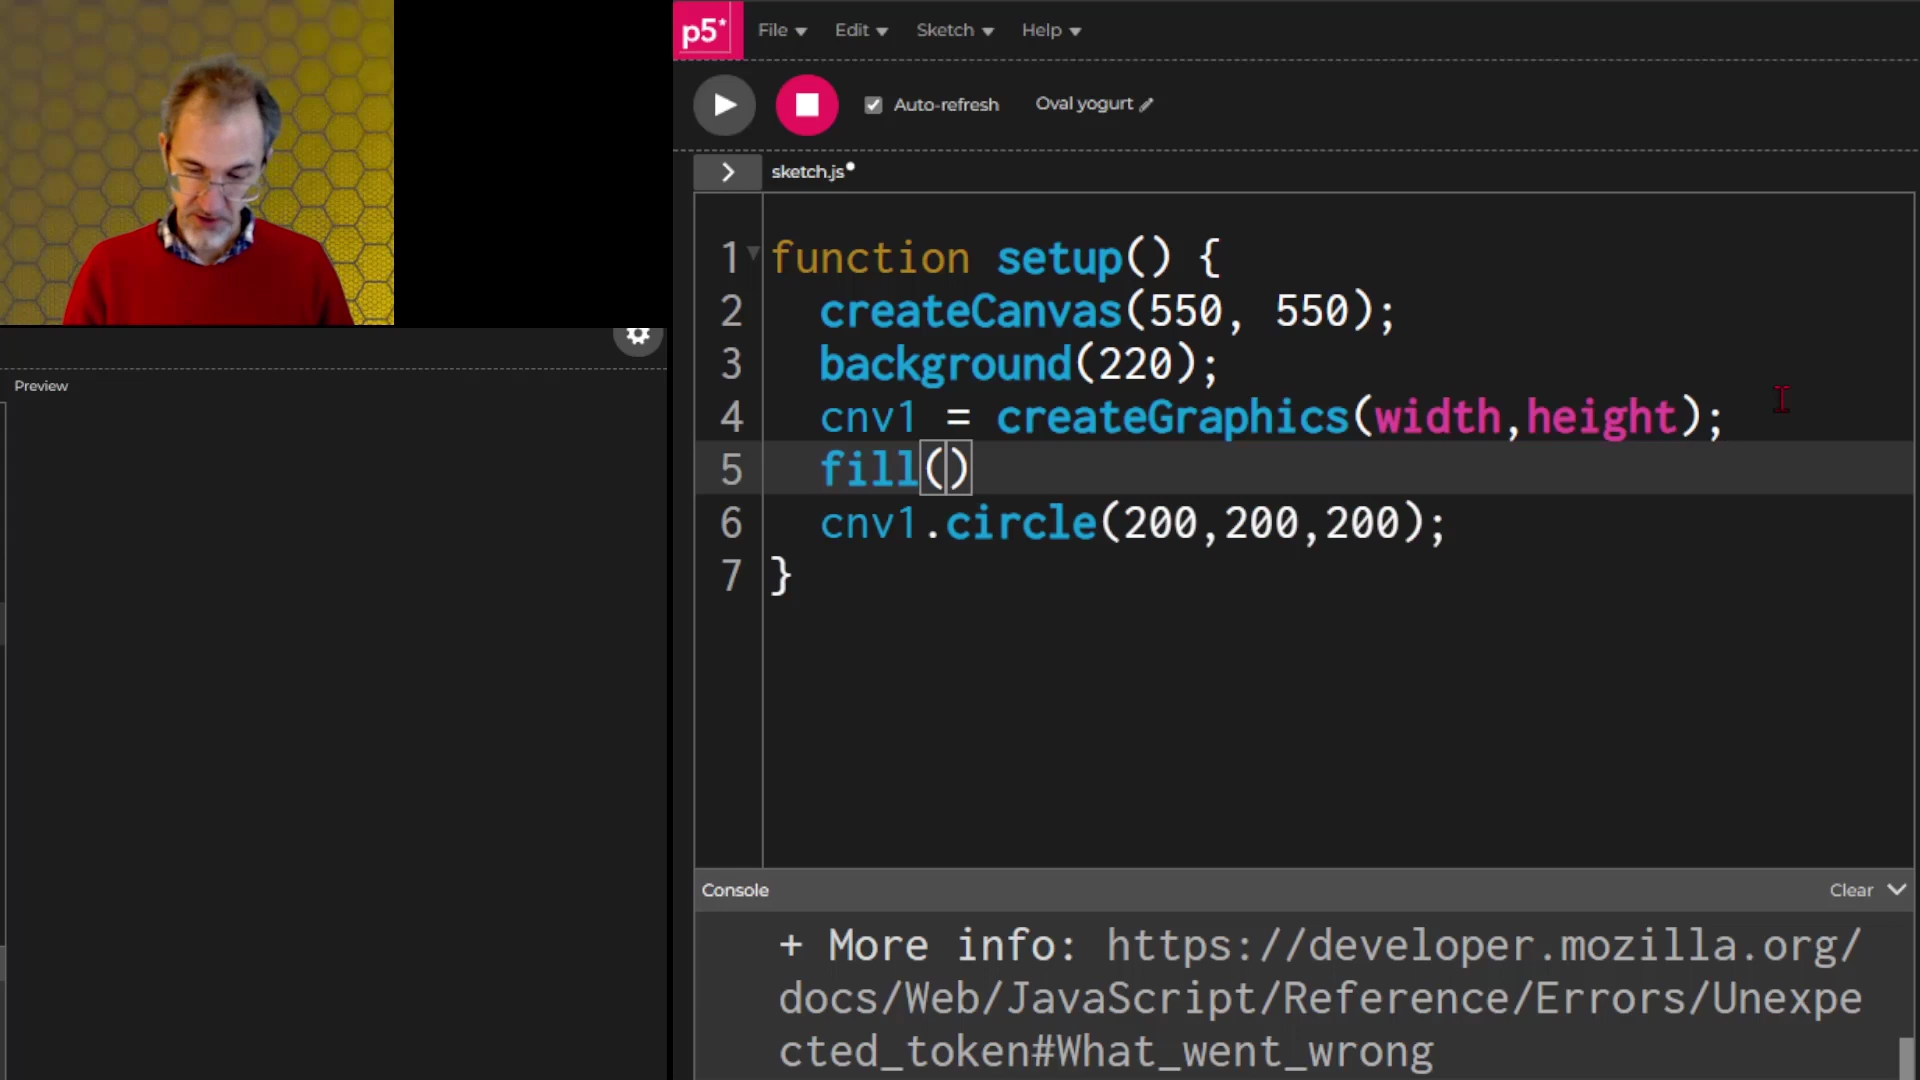 p5* File Edit Sketch Help
Auto-refresh Oval yogurt
sketch.js
Preview
1 function setup() {
2 createCanvas(550, 550);
3 background(220);
4 cnv1 = createGraphics(width,height);
5 fill()
6 cnv1.circle(200,200,200);
7 }
Console Clear
+ More info: https://developer.mozilla.org/
docs/Web/JavaScript/Reference/Errors/Unexpe
cted_token#What_went_wrong